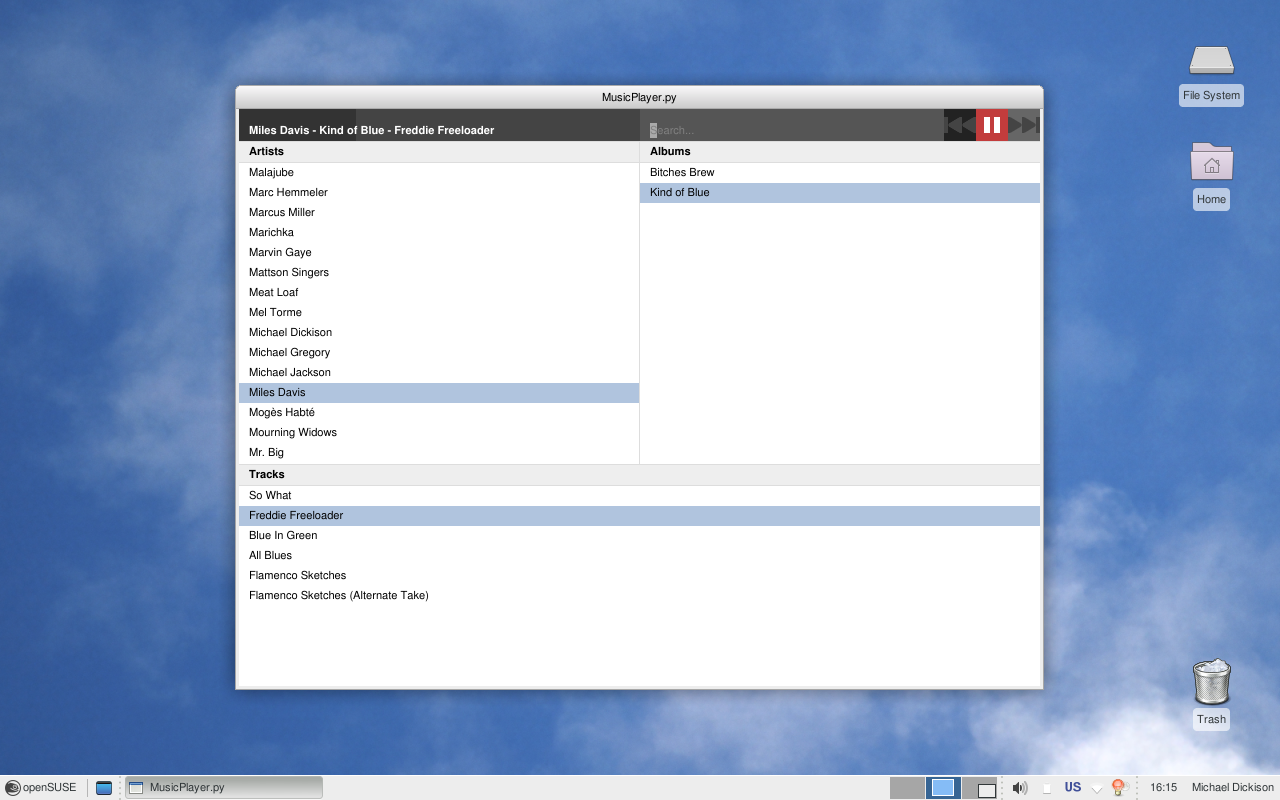 MusicPlayer.py
Miles Davis - Kind of Blue - Freddie Freeloader
Search...
Artists
Albums
Malajube
Marc Hemmeler
Marcus Miller
Marichka
Marvin Gaye
Mattson Singers
Meat Loaf
Mel Torme
Michael Dickison
Michael Gregory
Michael Jackson
Miles Davis
Mogès Habté
Mourning Widows
Mr. Big
Bitches Brew
Kind of Blue
Tracks
So What
Freddie Freeloader
Blue In Green
All Blues
Flamenco Sketches
Flamenco Sketches (Alternate Take)
File System
Home
Trash
openSUSE
MusicPlayer.py
US
16:15
Michael Dickison